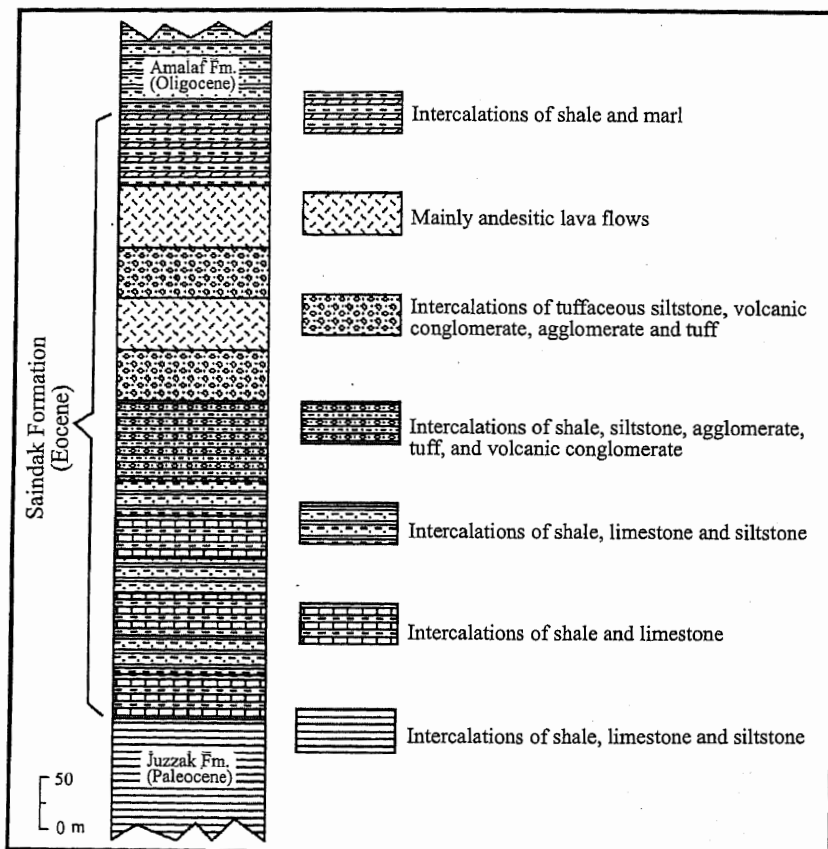 Amalaf Fm.
(Oligocene)
Saindak Formation
(Eocene)
Juzzak Fm.
(Paleocene)
50
0 m
Intercalations of shale and marl
Mainly andesitic lava flows
Intercalations of tuffaceous siltstone, volcanic
conglomerate, agglomerate and tuff
Intercalations of shale, siltstone, agglomerate,
tuff, and volcanic conglomerate
Intercalations of shale, limestone and siltstone
Intercalations of shale and limestone
Intercalations of shale, limestone and siltstone